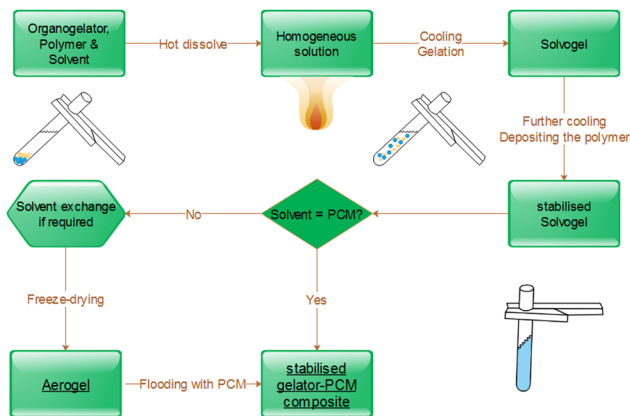 Organogelator,
Polymer &
Solvent
Hot dissolve
Homogeneous
solution
Cooling
Gelation
Solvogel
Further cooling
Depositing the polymer
Solvent exchange
if required
No
Solvent = PCM?
stabilised
Solvogel
Freeze-drying
Yes
Aerogel
Flooding with PCM
stabilised
gelator-PCM
composite